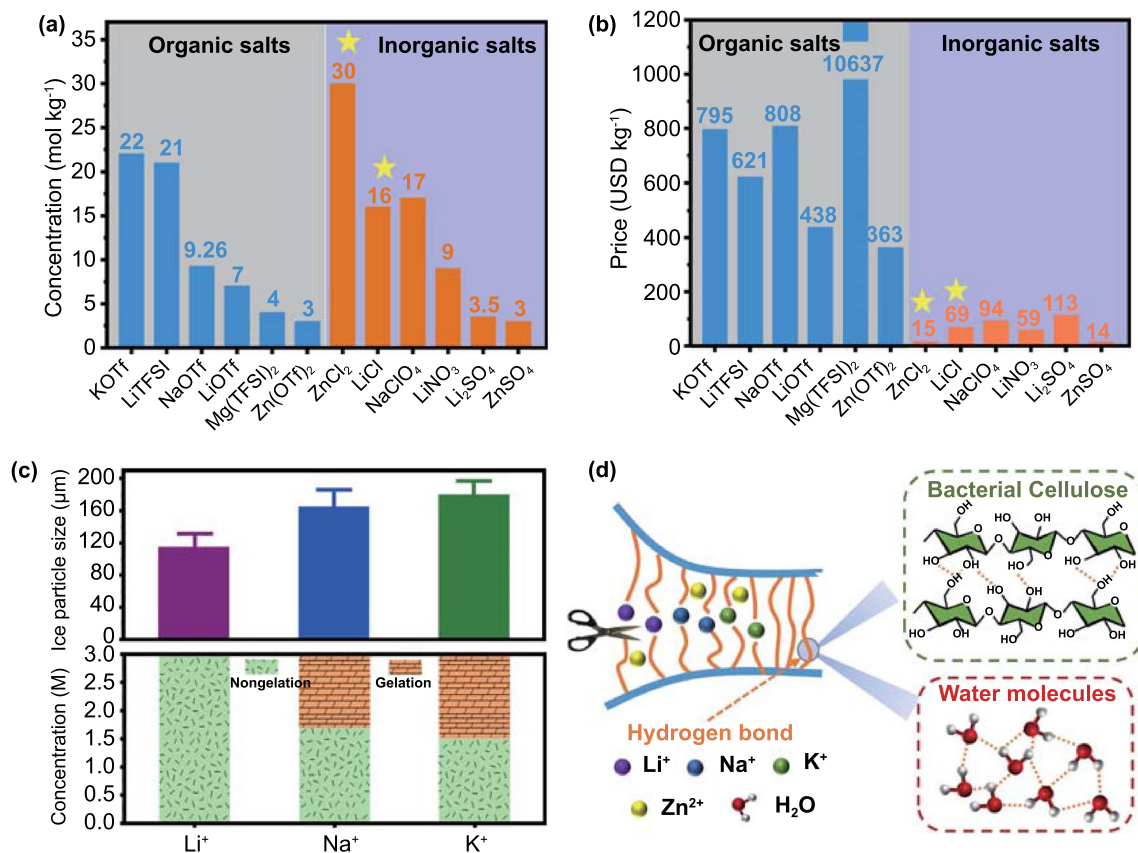 (a)
Organic salts
Inorganic salts
Concentration (mol kg⁻¹)
35
30
25
20
15
10
5
0
22
21
9.26
7
4
3
30
16
17
9
3.5
3
KOTf
LiTFSI
NaOTf
LiOTf
Mg(TFSI)₂
Zn(OTf)₂
ZnCl₂
LiCl
NaClO₄
LiNO₃
Li₂SO₄
ZnSO₄
(b)
Organic salts
Inorganic salts
Price (USD kg⁻¹)
1200
1000
800
600
400
200
0
795
621
808
438
10637
363
15
69
94
59
113
14
KOTf
LiTFSI
NaOTf
LiOTf
Mg(TFSI)₂
Zn(OTf)₂
ZnCl₂
LiCl
NaClO₄
LiNO₃
Li₂SO₄
ZnSO₄
(c)
Ice particle size (μm)
200
160
120
80
40
0
Concentration (M)
3.0
2.5
2.0
1.5
1.0
0.5
0.0
Nongelation
Gelation
Li⁺
Na⁺
K⁺
(d)
Hydrogen bond
Li⁺
Na⁺
K⁺
Zn²⁺
H₂O
Bacterial Cellulose
Water molecules